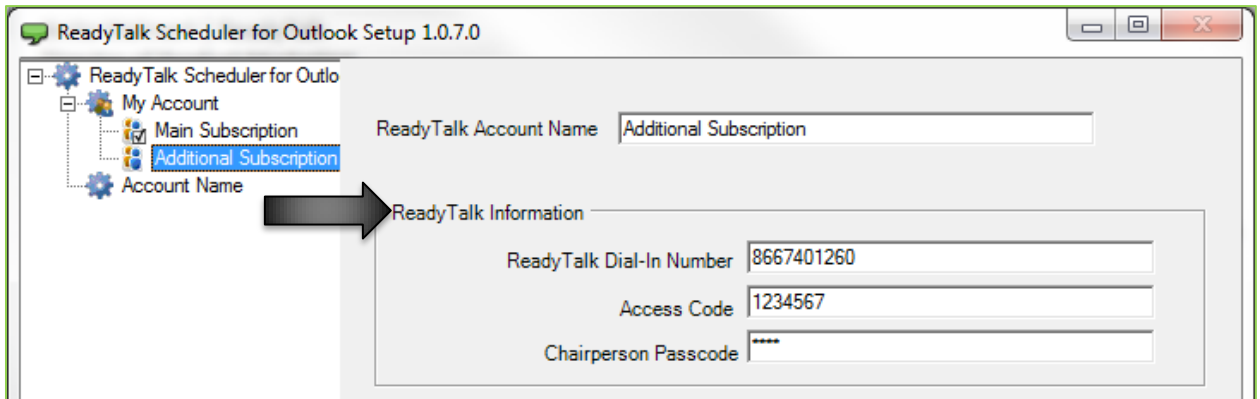 ReadyTalk Scheduler for Outlook Setup 1.0.7.0
ReadyTalk Scheduler for Outlo
My Account
Main Subscription
Additional Subscription
Account Name
ReadyTalk Account Name Additional Subscription
ReadyTalk Information
ReadyTalk Dial-In Number 8667401260
Access Code 1234567
Chairperson Passcode ****